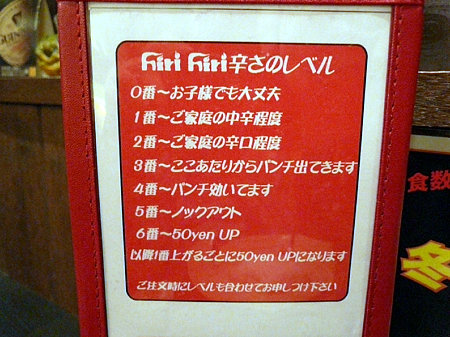 hiri hiri辛さのレベル
0番～お子様でも大丈夫
1番～ご家庭の中辛程度
2番～ご家庭の辛口程度
3番～ここあたりからパンチ出てきます
4番～パンチ効いてます
5番～ノックアウト
6番～50yen UP
以降1番上がるごとに50yen UPになります
ご注文時にレベルも合わせてお申しつけ下さい
食数
冬